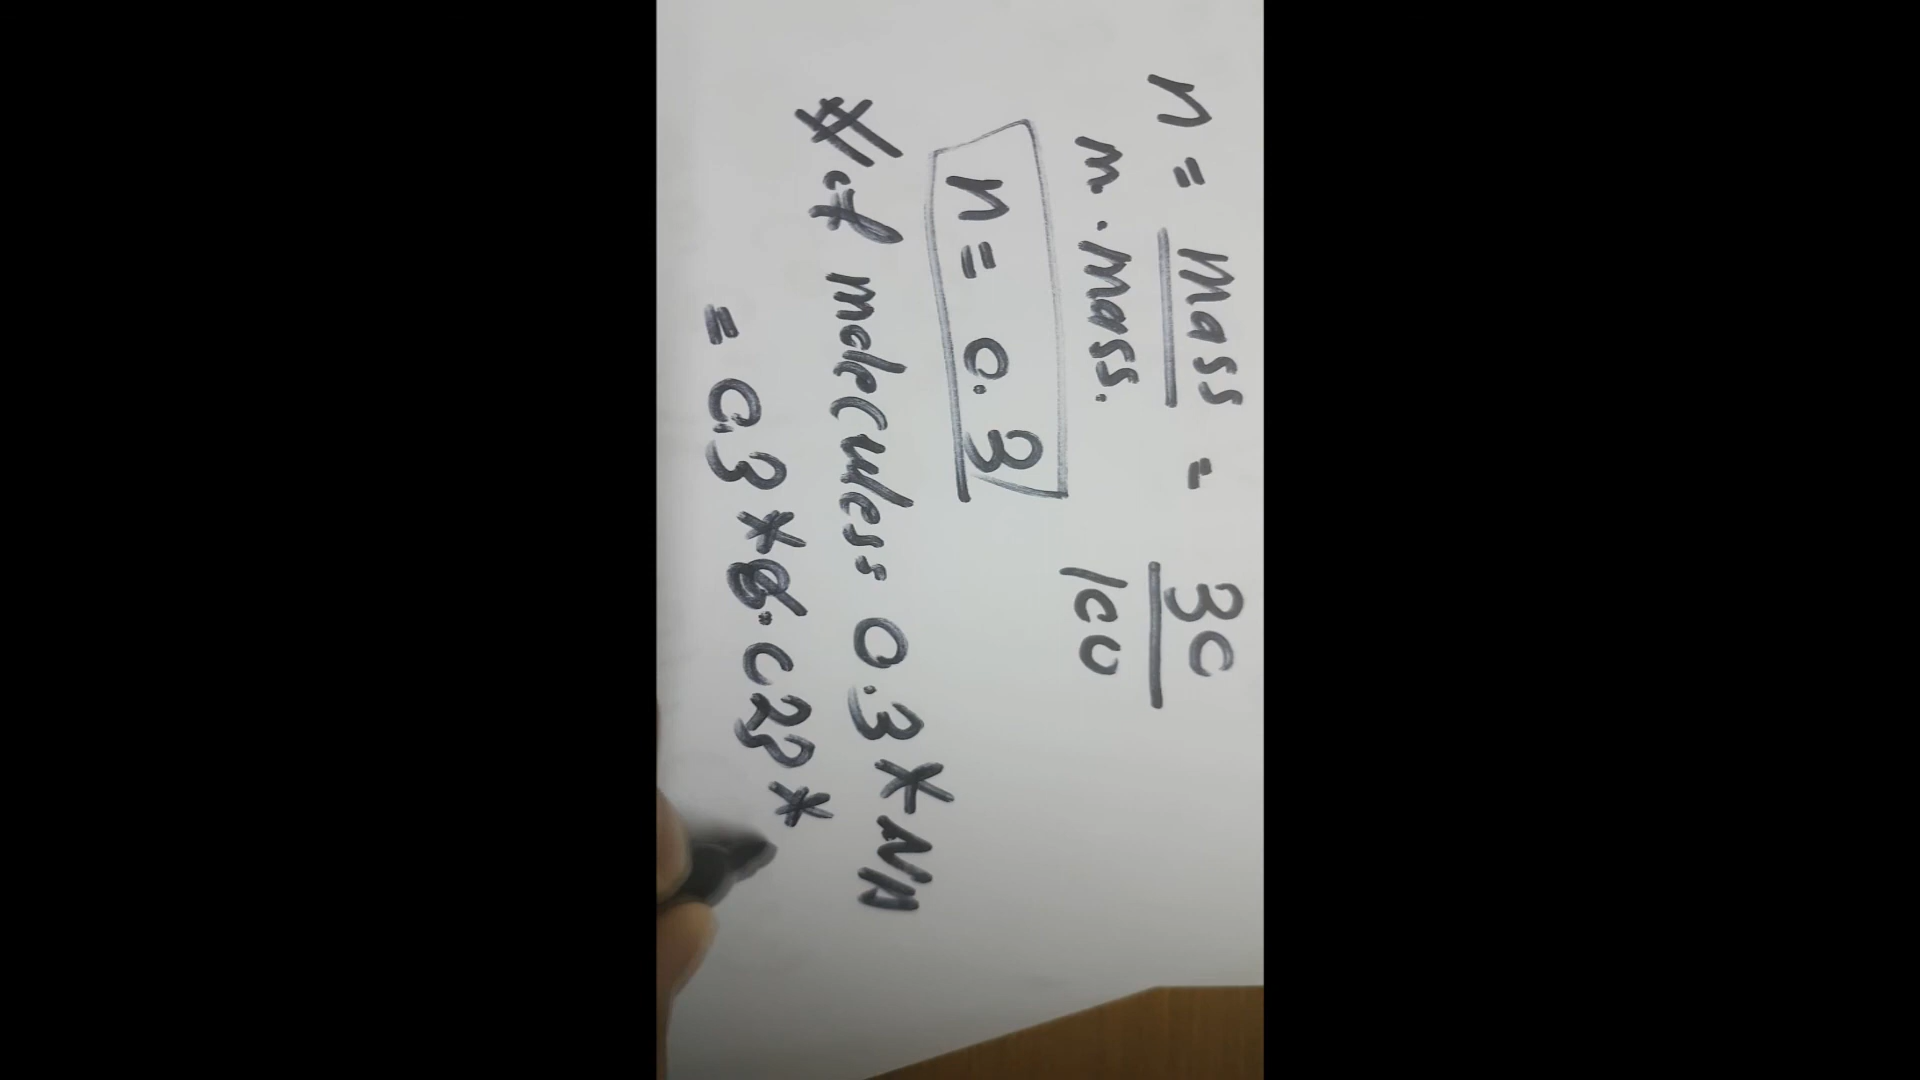 n = mass = 30
m. mass. 100
n = 0.3
# of molecules = 0.3 * NA
= 0.3 * 6.023 *